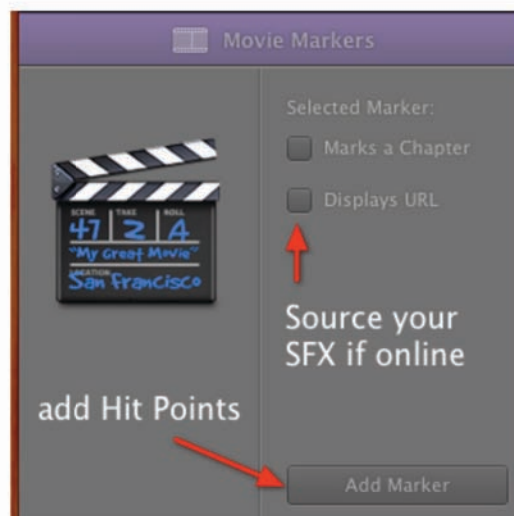 Movie Markers
Selected Marker:
Marks a Chapter
Displays URL
SCENE TAKE ROLL
47 2 A
"My Great Movie"
LOCATION
San Francisco
Source your
SFX if online
add Hit Points
Add Marker